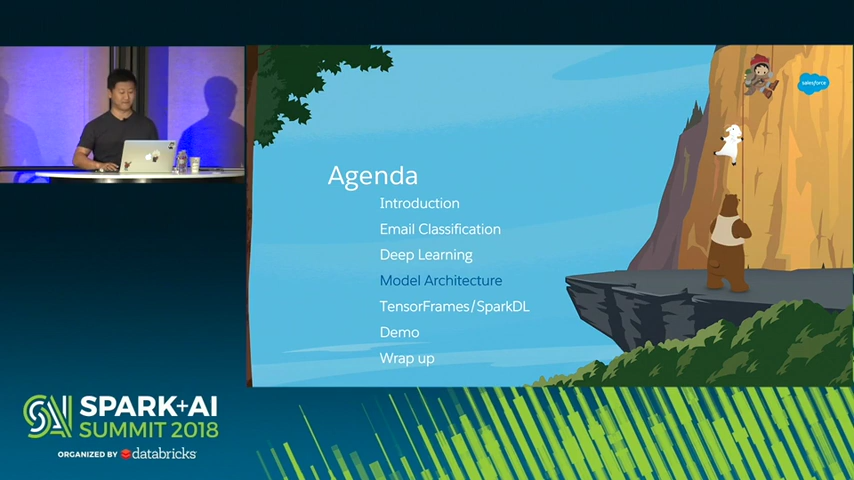 salesforce
Agenda
Introduction
Email Classification
Deep Learning
Model Architecture
TensorFrames/SparkDL
Demo
Wrap up
SAI
SPARK+AI
SUMMIT 2018
ORGANIZED BY databricks